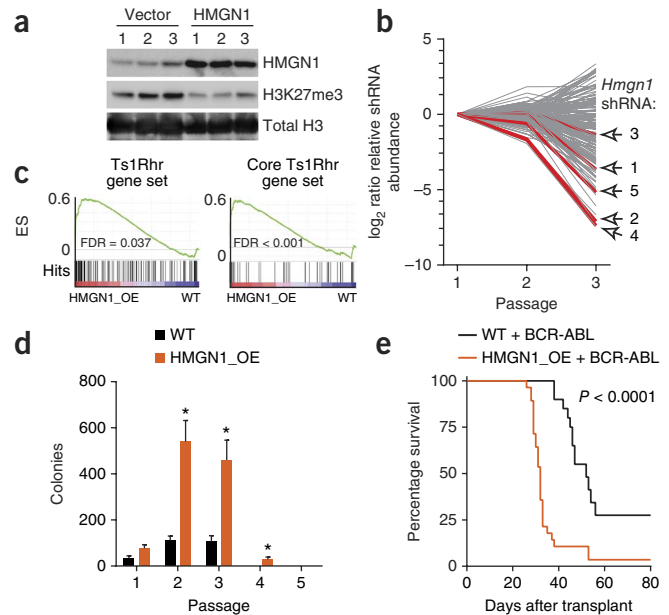 a
Vector HMGN1
1 2 3 1 2 3
HMGN1
H3K27me3
Total H3
b
5
0
−5
−10
log2 ratio relative shRNA
abundance
1 2 3
Passage
Hmgn1
shRNA:
3
1
5
2
4
c
Ts1Rhr
gene set
Core Ts1Rhr
gene set
ES
0.6
0
FDR = 0.037
Hits
HMGN1_OE WT
0.6
0
FDR < 0.001
HMGN1_OE WT
d
WT
HMGN1_OE
800
600
400
200
0
Colonies
* * *
1 2 3 4 5
Passage
e
WT + BCR-ABL
HMGN1_OE + BCR-ABL
P < 0.0001
100
75
50
25
0
Percentage survival
0 20 40 60 80
Days after transplant